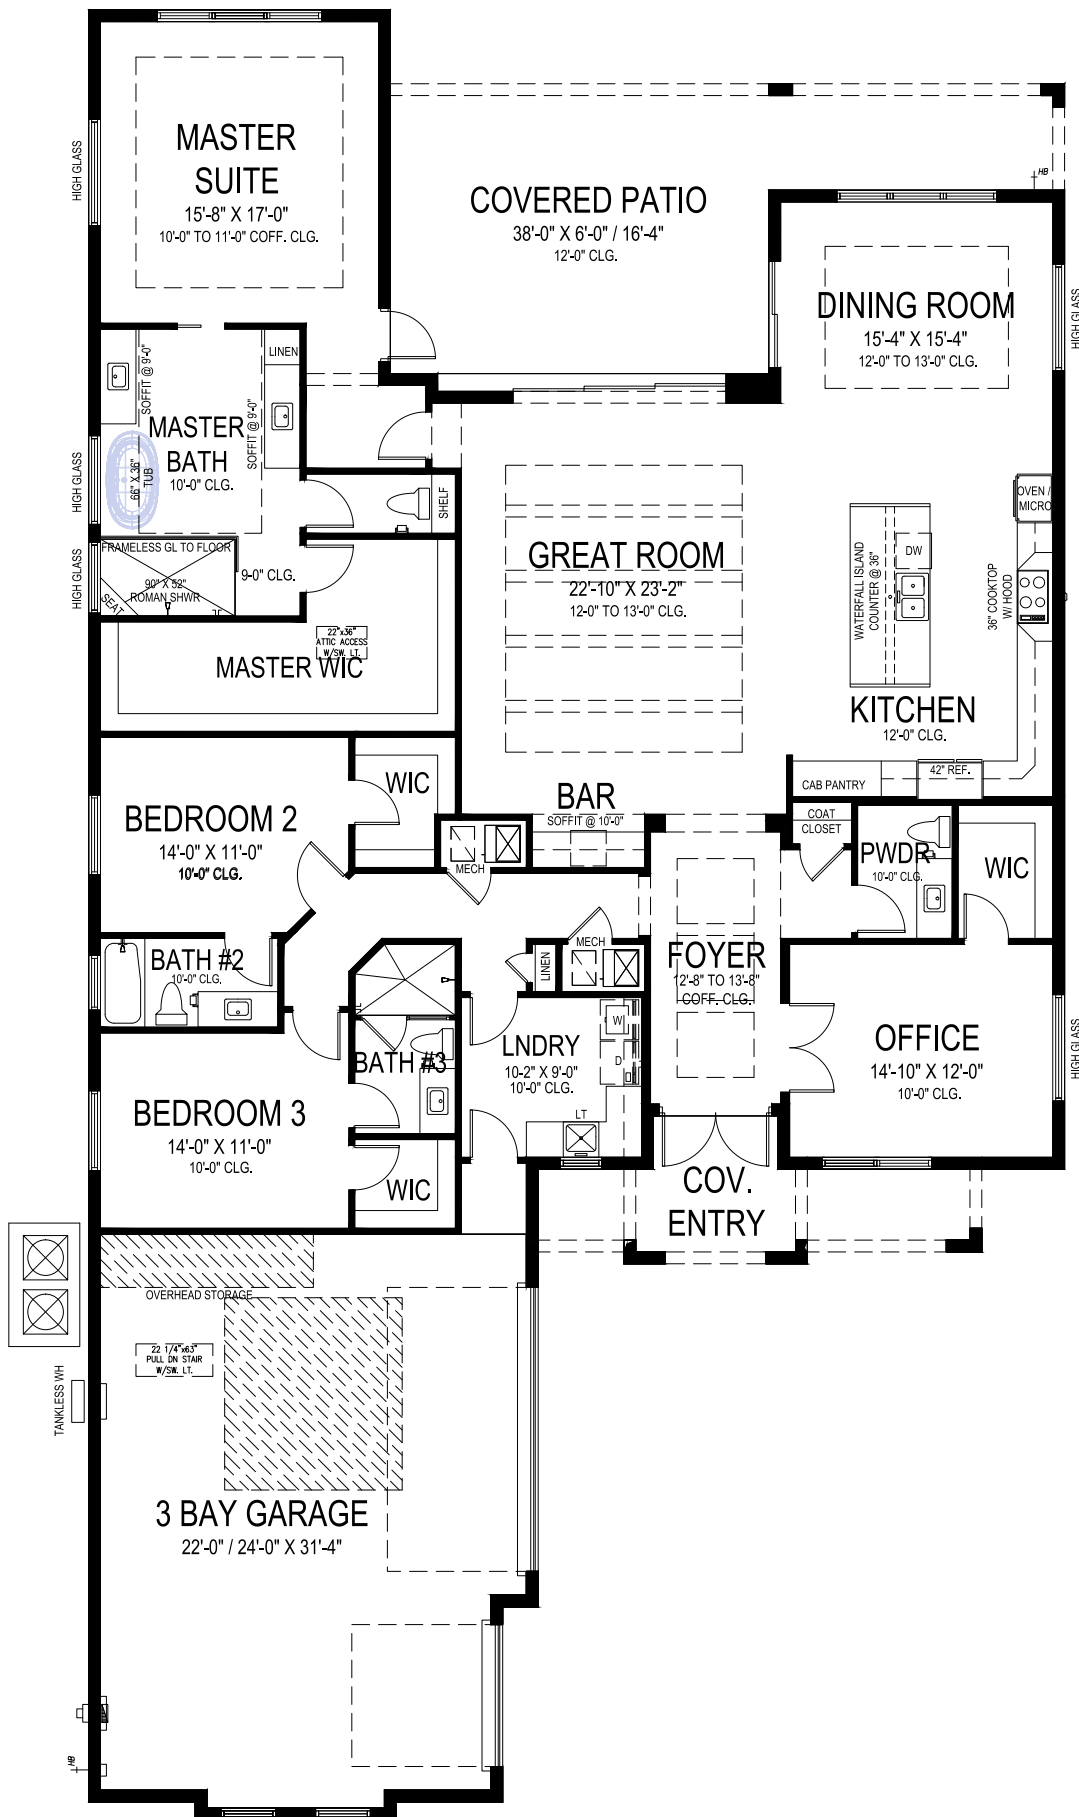 MASTER
SUITE
15'-8" X 17'-0"
10'-0" TO 11'-0" COFF. CLG.
HIGH GLASS
COVERED PATIO
38'-0" X 6'-0" / 16'-4"
12'-0" CLG.
HB
DINING ROOM
15'-4" X 15'-4"
12'-0" TO 13'-0" CLG.
HIGH GLASS
LINEN
SOFFIT @ 9'-0"
SOFFIT @ 9'-0"
MASTER
BATH
10'-0" CLG.
66" X 36"
TUB
HIGH GLASS
SHELF
FRAMELESS GL TO FLOOR
90" X 52"
ROMAN SHWR
SEAT
9-0" CLG.
HIGH GLASS
22"x36"
ATTIC ACCESS
W/SW. LT.
MASTER WIC
GREAT ROOM
22'-10" X 23'-2"
12-0" TO 13'-0" CLG.
OVEN /
MICRO
DW
WATERFALL ISLAND
COUNTER @ 36"
36" COOKTOP
W/ HOOD
KITCHEN
12'-0" CLG.
42" REF.
CAB PANTRY
BEDROOM 2
14'-0" X 11'-0"
10'-0" CLG.
WIC
BAR
SOFFIT @ 10'-0"
MECH
COAT
CLOSET
PWDR
10'-0" CLG.
WIC
BATH #2
10'-0" CLG.
MECH
LINEN
FOYER
12'-8" TO 13'-8"
COFF. CLG.
OFFICE
14'-10" X 12'-0"
10'-0" CLG.
HIGH GLASS
BATH #3
LNDRY
10-2" X 9'-0"
10'-0" CLG.
W
D
LT
BEDROOM 3
14'-0" X 11'-0"
10'-0" CLG.
WIC
COV.
ENTRY
OVERHEAD STORAGE
22 1/4"x63"
PULL DN STAIR
W/SW. LT.
TANKLESS WH
3 BAY GARAGE
22'-0" / 24'-0" X 31'-4"
HB